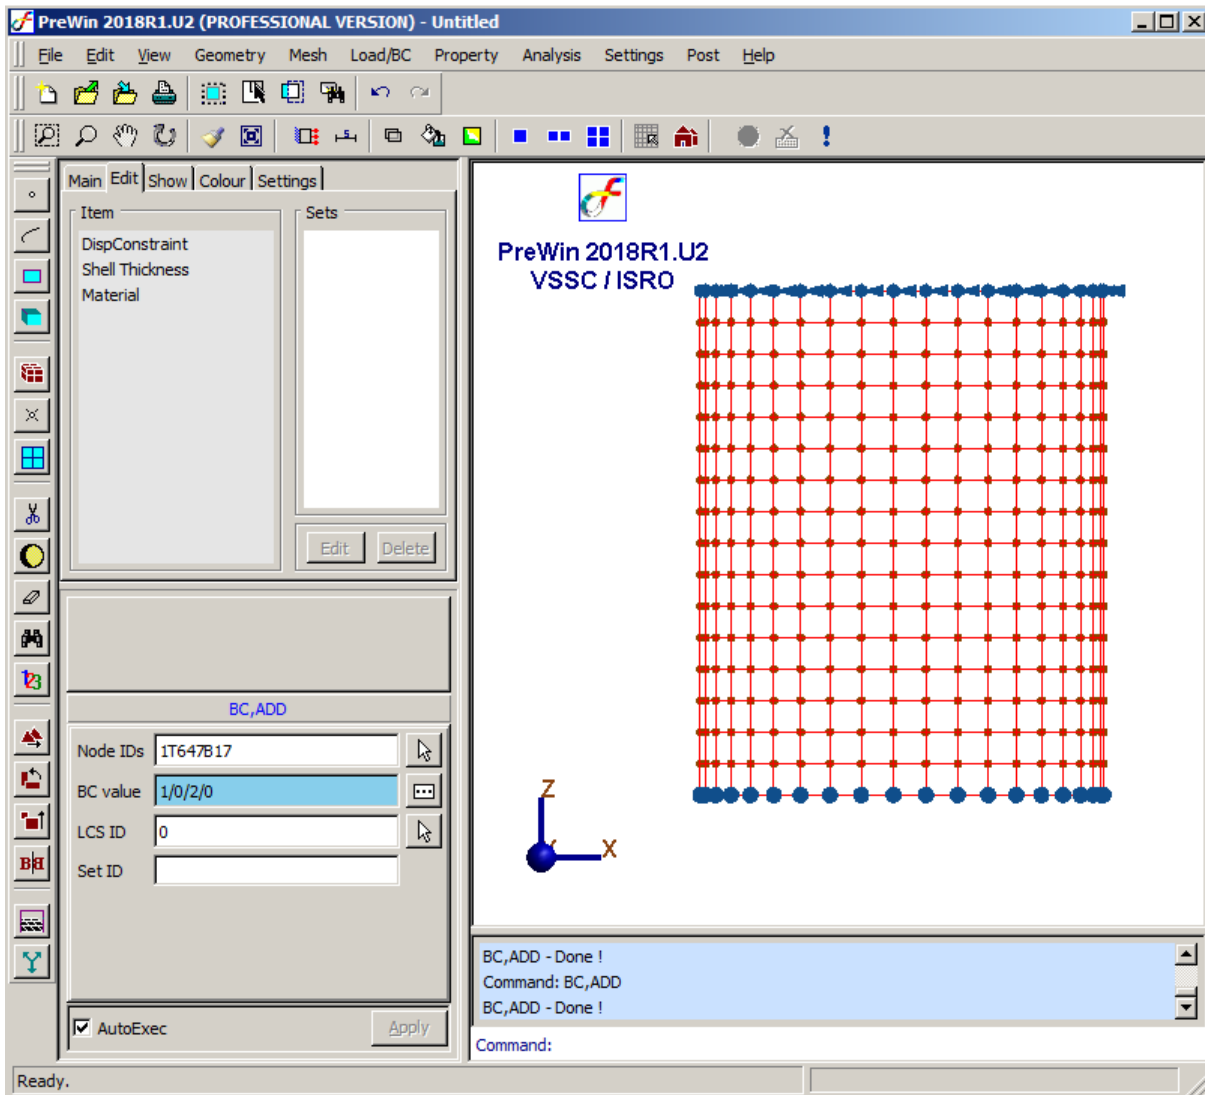 PreWin 2018R1.U2 (PROFESSIONAL VERSION) - Untitled
File Edit View Geometry Mesh Load/BC Property Analysis Settings Post Help
Main Edit Show Colour Settings
Item Sets
DispConstraint
Shell Thickness
Material
Edit Delete
BC,ADD
Node IDs 1T647B17
BC value 1/0/2/0
LCS ID 0
Set ID
AutoExec Apply
PreWin 2018R1.U2
VSSC / ISRO
Z
X
BC,ADD - Done !
Command: BC,ADD
BC,ADD - Done !
Command:
Ready.